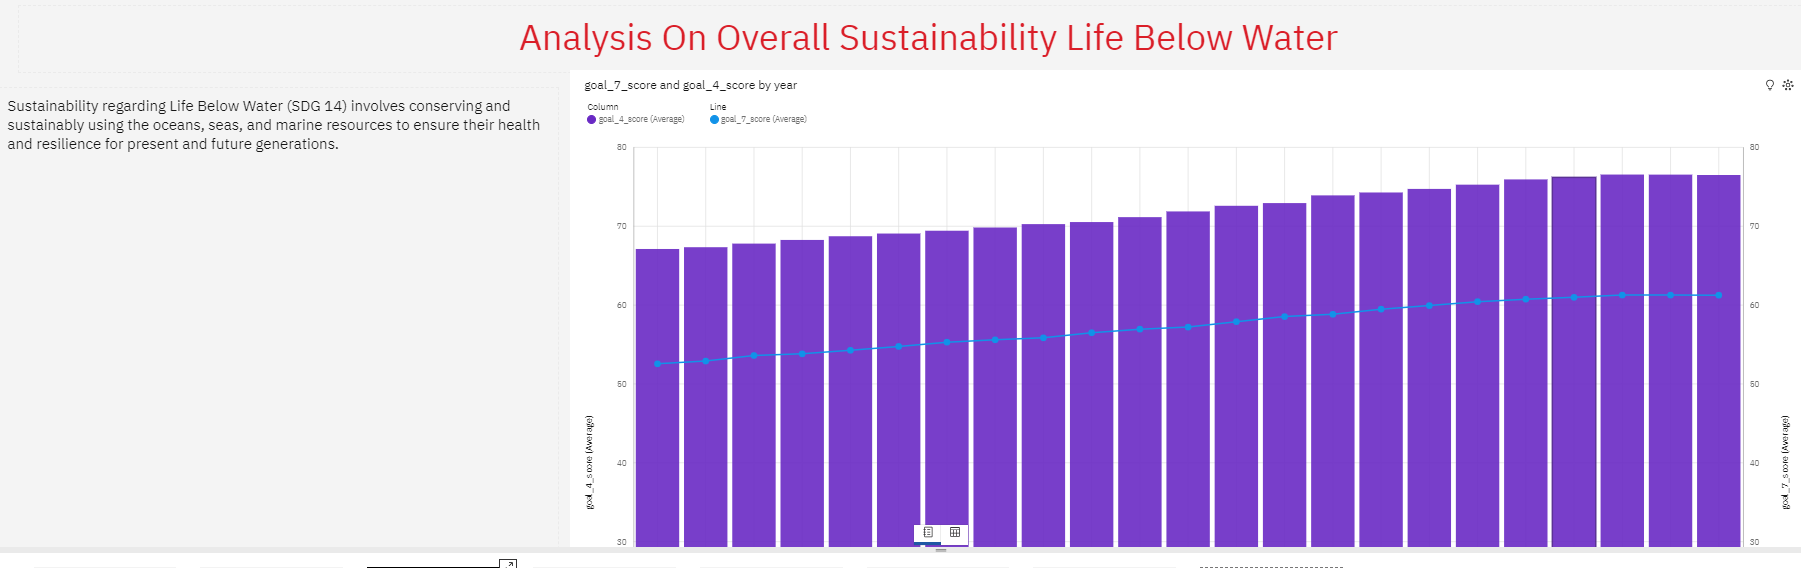 Analysis On Overall Sustainability Life Below Water
Sustainability regarding Life Below Water (SDG 14) involves conserving and
sustainably using the oceans, seas, and marine resources to ensure their health
and resilience for present and future generations.
goal_7_score and goal_4_score by year
Column
goal_4_score (Average)
Line
goal_7_score (Average)
80
70
60
50
40
30
goal_4_score (Average)
80
70
60
50
40
30
goal_7_score (Average)